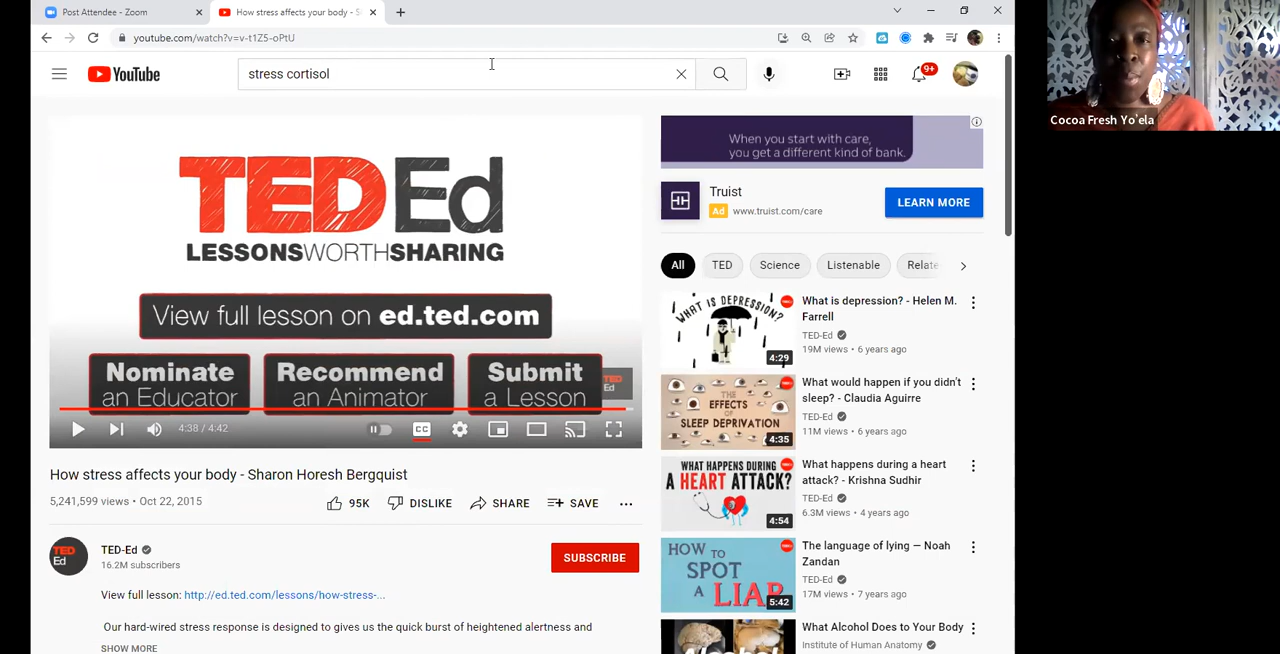 Post Attendee - Zoom
How stress affects your body - S
youtube.com/watch?v=v-t1Z5-oPtU
YouTube
stress cortisol
9+
Cocoa Fresh Yo'ela
TEDEd
LESSONSWORTHSHARING
View full lesson on ed.ted.com
Nominate
an Educator
Recommend
an Animator
Submit
a Lesson
TED
Ed
4:38 / 4:42
CC
How stress affects your body - Sharon Horesh Bergquist
5,241,599 views • Oct 22, 2015
95K
DISLIKE
SHARE
SAVE
TED
Ed
TED-Ed
16.2M subscribers
SUBSCRIBE
View full lesson: http://ed.ted.com/lessons/how-stress-...
Our hard-wired stress response is designed to gives us the quick burst of heightened alertness and
SHOW MORE
When you start with care,
you get a different kind of bank.
Truist
Ad www.truist.com/care
LEARN MORE
All
TED
Science
Listenable
Relate
WHAT IS DEPRESSION?
4:29
What is depression? - Helen M.
Farrell
TED-Ed
19M views • 6 years ago
THE
EFFECTS
OF
SLEEP DEPRIVATION
4:35
What would happen if you didn't
sleep? - Claudia Aguirre
TED-Ed
11M views • 6 years ago
WHAT HAPPENS DURING
A HEART ATTACK?
4:54
What happens during a heart
attack? - Krishna Sudhir
TED-Ed
6.3M views • 4 years ago
HOW TO
SPOT
A LIAR
5:42
The language of lying — Noah
Zandan
TED-Ed
17M views • 7 years ago
What Alcohol Does to Your Body
Institute of Human Anatomy